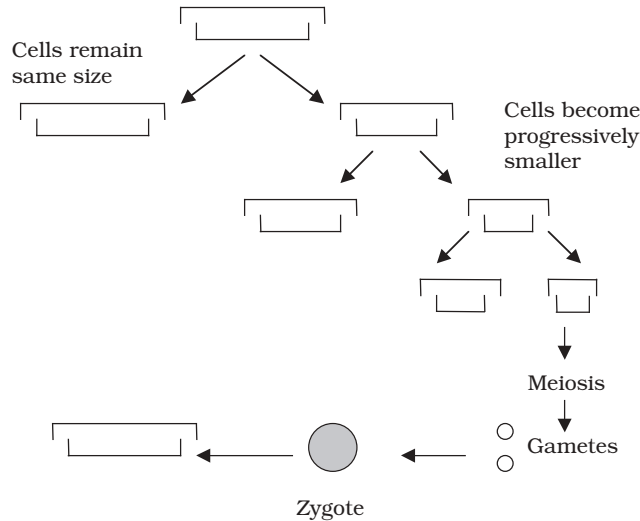 Cells remain
same size
Cells become
progressively
smaller
Meiosis
Gametes
Zygote